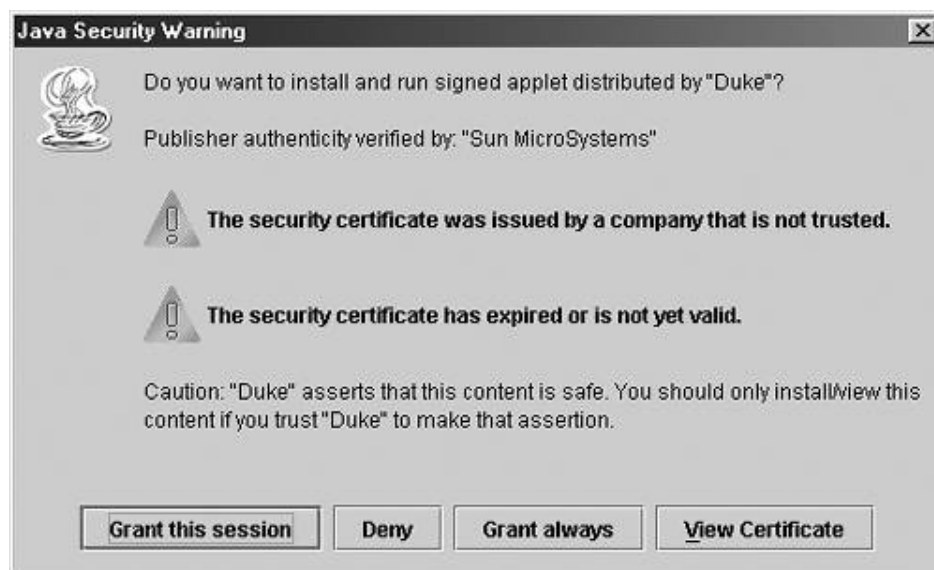 Java Security Warning
Do you want to install and run signed applet distributed by "Duke"?
Publisher authenticity verified by: "Sun MicroSystems"
The security certificate was issued by a company that is not trusted.
The security certificate has expired or is not yet valid.
Caution: "Duke" asserts that this content is safe. You should only install/view this
content if you trust "Duke" to make that assertion.
Grant this session Deny Grant always View Certificate